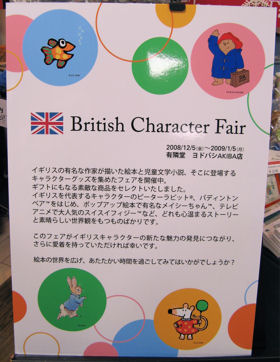 British Character Fair
2008/12/5(金)～2009/1/5(月)
有隣堂　ヨドバシAKIBA店
イギリスの有名な作家が描いた絵本と児童文学小説、そこに登場する
キャラクターグッズを集めたフェアを開催中。
ギフトにもなる素敵な商品をセレクトいたしました。
イギリスを代表するキャラクターのピーターラビット®、パディントン
ベア™をはじめ、ポップアップ絵本で有名なメイシーちゃん™、テレビ
アニメで大人気のスイスイフィジー™など、どれも心温まるストーリー
と素晴らしい世界観をもつものばかりです。
このフェアがイギリスキャラクターの新たな魅力の発見につながり、
さらに愛着を持っていただければ幸いです。
絵本の世界を広げ、あたたかい時間を過ごしてみてはいかがでしょうか？